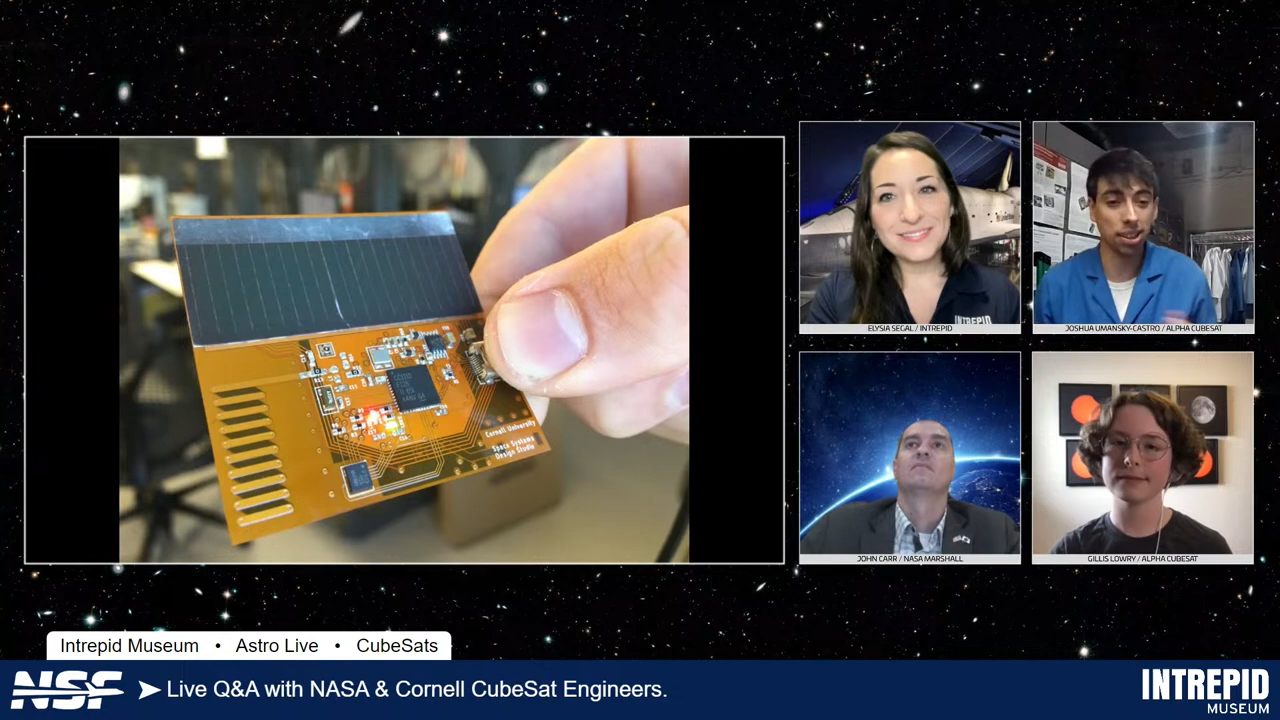 Cornell University
Space Systems
Design Studio
INTREPID
ELYSIA SEGAL / INTREPID
JOSHUA UMANSKY-CASTRO / ALPHA CUBESAT
JOHN CARR / NASA MARSHALL
GILLIS LOWRY / ALPHA CUBESAT
Intrepid Museum • Astro Live • CubeSats
NSF Live Q&A with NASA & Cornell CubeSat Engineers.
INTREPID
MUSEUM